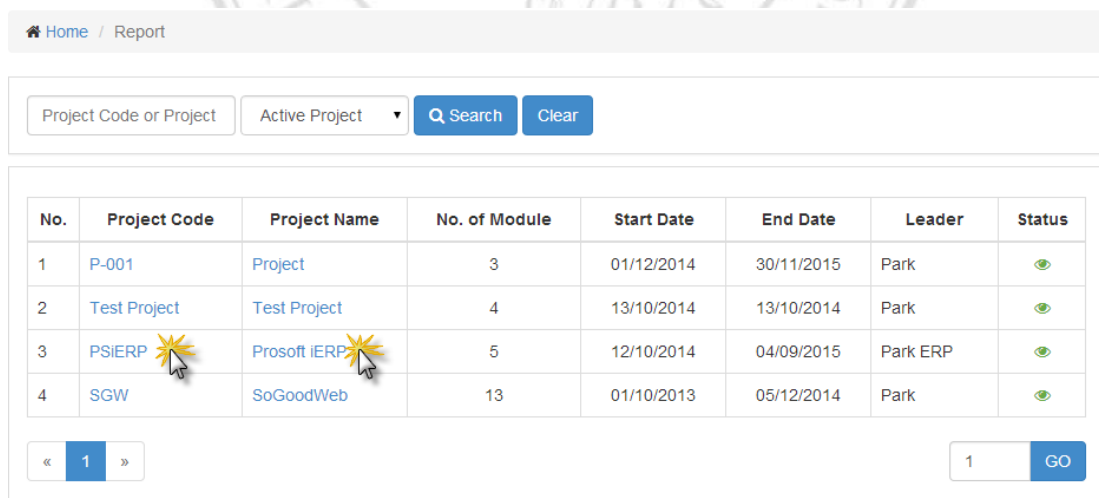 Home / Report
Project Code or Project Active Project Search Clear
No. Project Code Project Name No. of Module Start Date End Date Leader Status
1 P-001 Project 3 01/12/2014 30/11/2015 Park
2 Test Project Test Project 4 13/10/2014 13/10/2014 Park
3 PSiERP Prosoft iERP 5 12/10/2014 04/09/2015 Park ERP
4 SGW SoGoodWeb 13 01/10/2013 05/12/2014 Park
« 1 » 1 GO